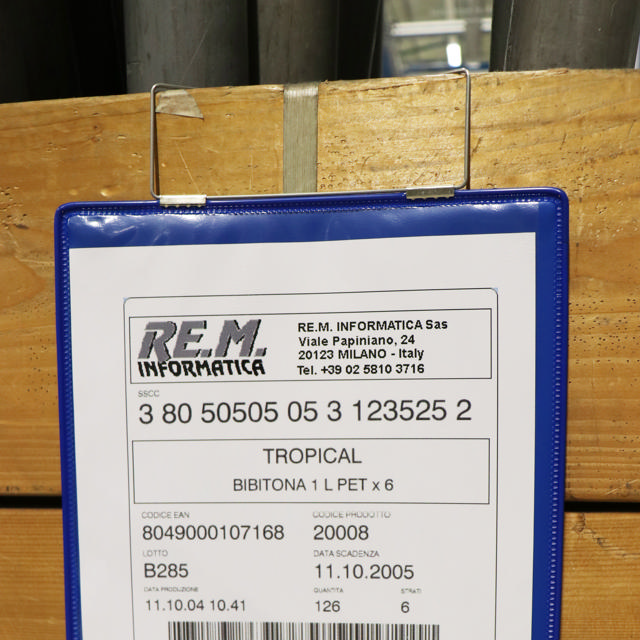 RE.M.
INFORMATICA
RE.M. INFORMATICA Sas
Viale Papiniano, 24
20123 MILANO - Italy
Tel. +39 02 5810 3716
SSCC
3 80 50505 05 3 123525 2
TROPICAL
BIBITONA 1 L PET x 6
CODICE EAN CODICE PRODOTTO
8049000107168 20008
LOTTO DATA SCADENZA
B285 11.10.2005
DATA PRODUZIONE QUANTITA STRATI
11.10.04 10.41 126 6